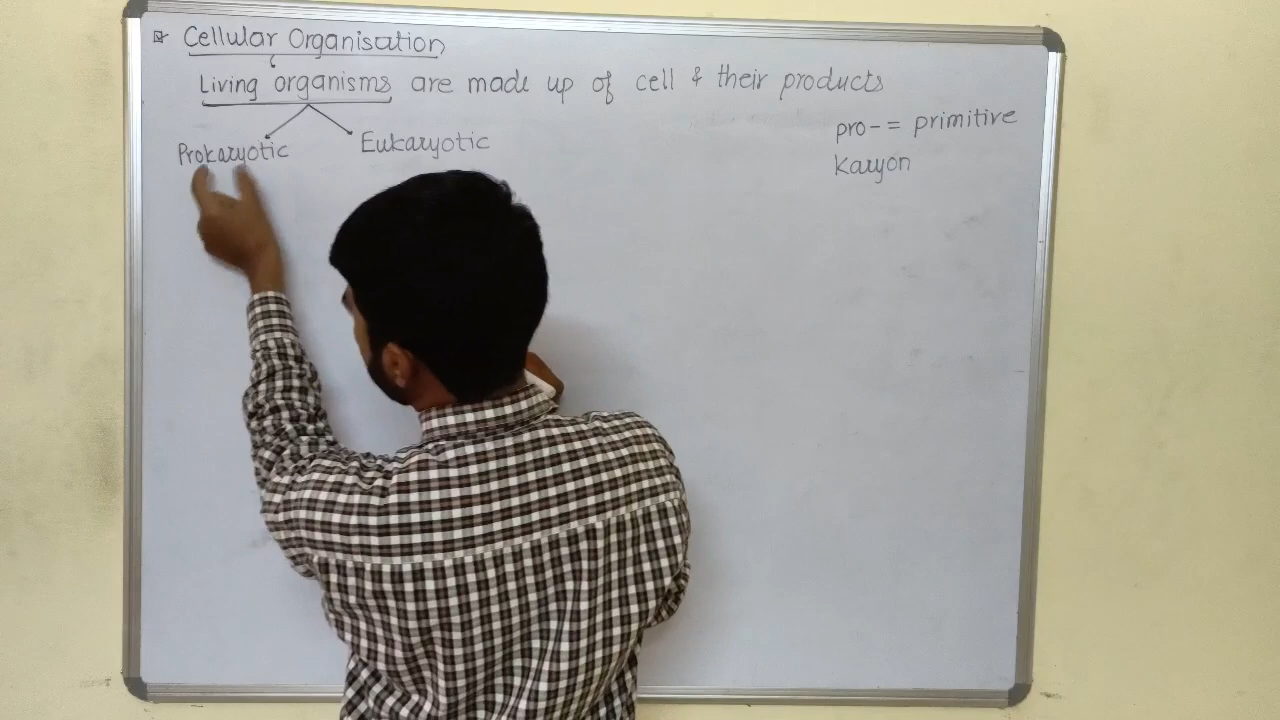 Cellular Organisation
Living organisms are made up of cell & their products
Prokaryotic
Eukaryotic
pro- = primitive
Karyon